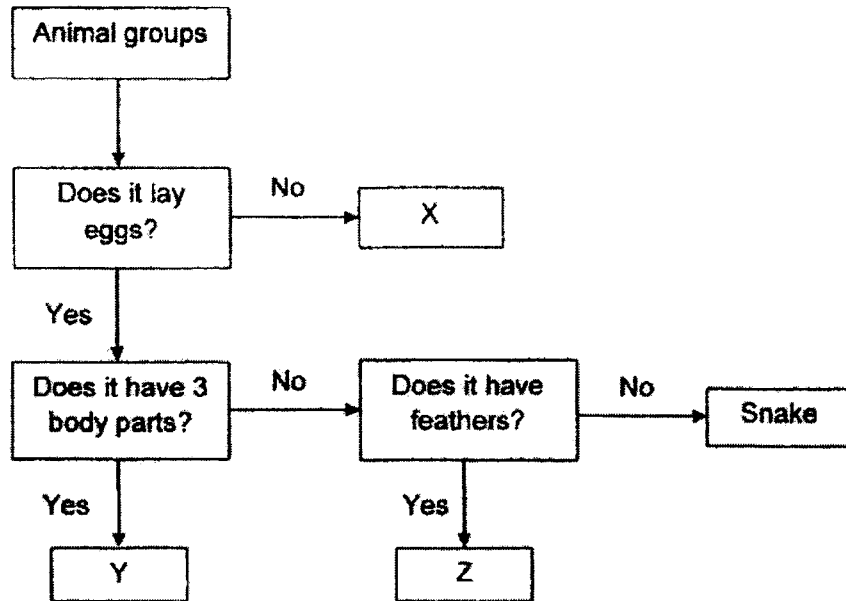 Animal groups
Does it lay
eggs?
No
X
Yes
Does it have 3
body parts?
No
Does it have
feathers?
No
Snake
Yes
Yes
Y
Z